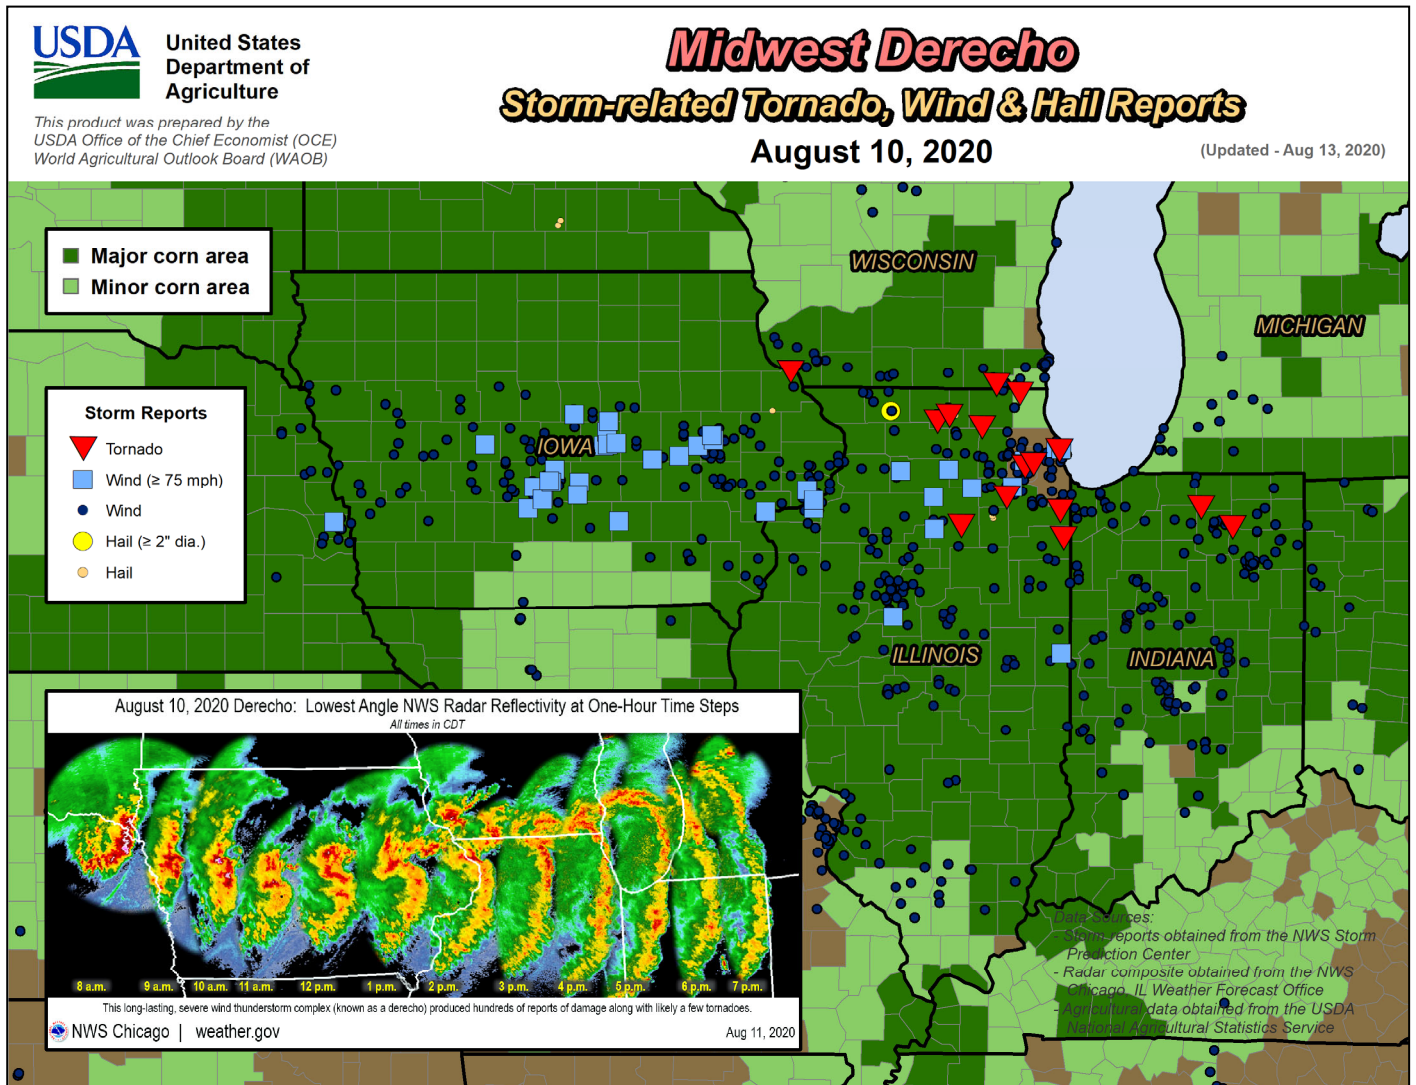 USDA
United States
Department of
Agriculture
This product was prepared by the
USDA Office of the Chief Economist (OCE)
World Agricultural Outlook Board (WAOB)
Midwest Derecho
Storm-related Tornado, Wind & Hail Reports
August 10, 2020
(Updated - Aug 13, 2020)
Major corn area
Minor corn area
WISCONSIN
MICHIGAN
Storm Reports
Tornado
Wind (≥ 75 mph)
Wind
Hail (≥ 2" dia.)
Hail
IOWA
ILLINOIS
INDIANA
August 10, 2020 Derecho: Lowest Angle NWS Radar Reflectivity at One-Hour Time Steps
All times in CDT
8 a.m. 9 a.m. 10 a.m. 11 a.m. 12 p.m. 1 p.m. 2 p.m. 3 p.m. 4 p.m. 5 p.m. 6 p.m. 7 p.m.
This long-lasting, severe wind thunderstorm complex (known as a derecho) produced hundreds of reports of damage along with likely a few tornadoes.
NWS Chicago | weather.gov
Aug 11, 2020
Data Sources:
- Storm reports obtained from the NWS Storm
Prediction Center
- Radar composite obtained from the NWS
Chicago, IL Weather Forecast Office
- Agricultural data obtained from the USDA
National Agricultural Statistics Service